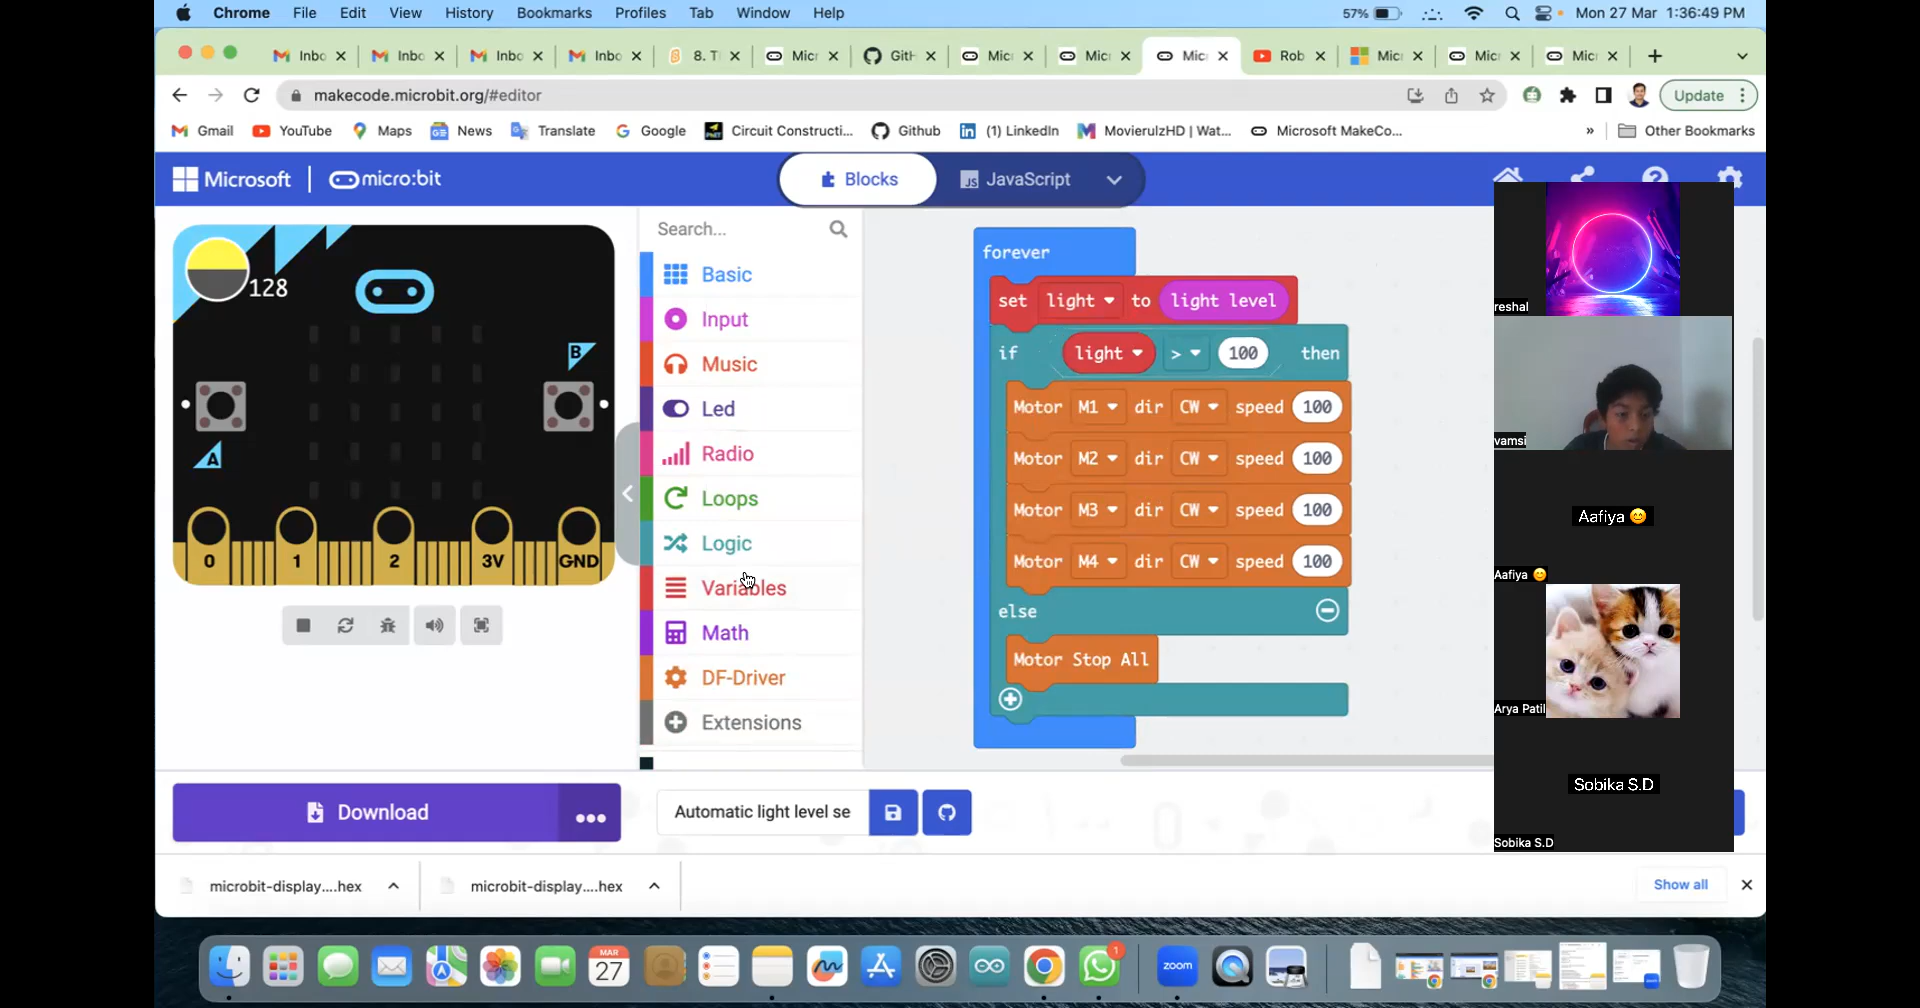 Chrome File Edit View History Bookmarks Profiles Tab Window Help 57% Mon 27 Mar 1:36:49 PM
Inbo Inbo Inbo Inbo 8. T Micr GitH Mic Micr Mic Rob Micr Micr Micr
makecode.microbit.org/#editor Update
Gmail YouTube Maps News Translate Google Circuit Constructi... Github (1) LinkedIn MovierulzHD | Wat... Microsoft MakeCo... » Other Bookmarks
Microsoft micro:bit Blocks JS JavaScript
Search...
128
B
A
0 1 2 3V GND
Basic
Input
Music
Led
Radio
Loops
Logic
Variables
Math
DF-Driver
Extensions
forever
set light to light level
if light > 100 then
Motor M1 dir CW speed 100
Motor M2 dir CW speed 100
Motor M3 dir CW speed 100
Motor M4 dir CW speed 100
else
Motor Stop All
reshal
vamsi
Aafiya 😊
Aafiya 😊
Arya Patil
Sobika S.D
Sobika S.D
Download ... Automatic light level se
microbit-display....hex microbit-display....hex Show all
MAR
27
zoom
1